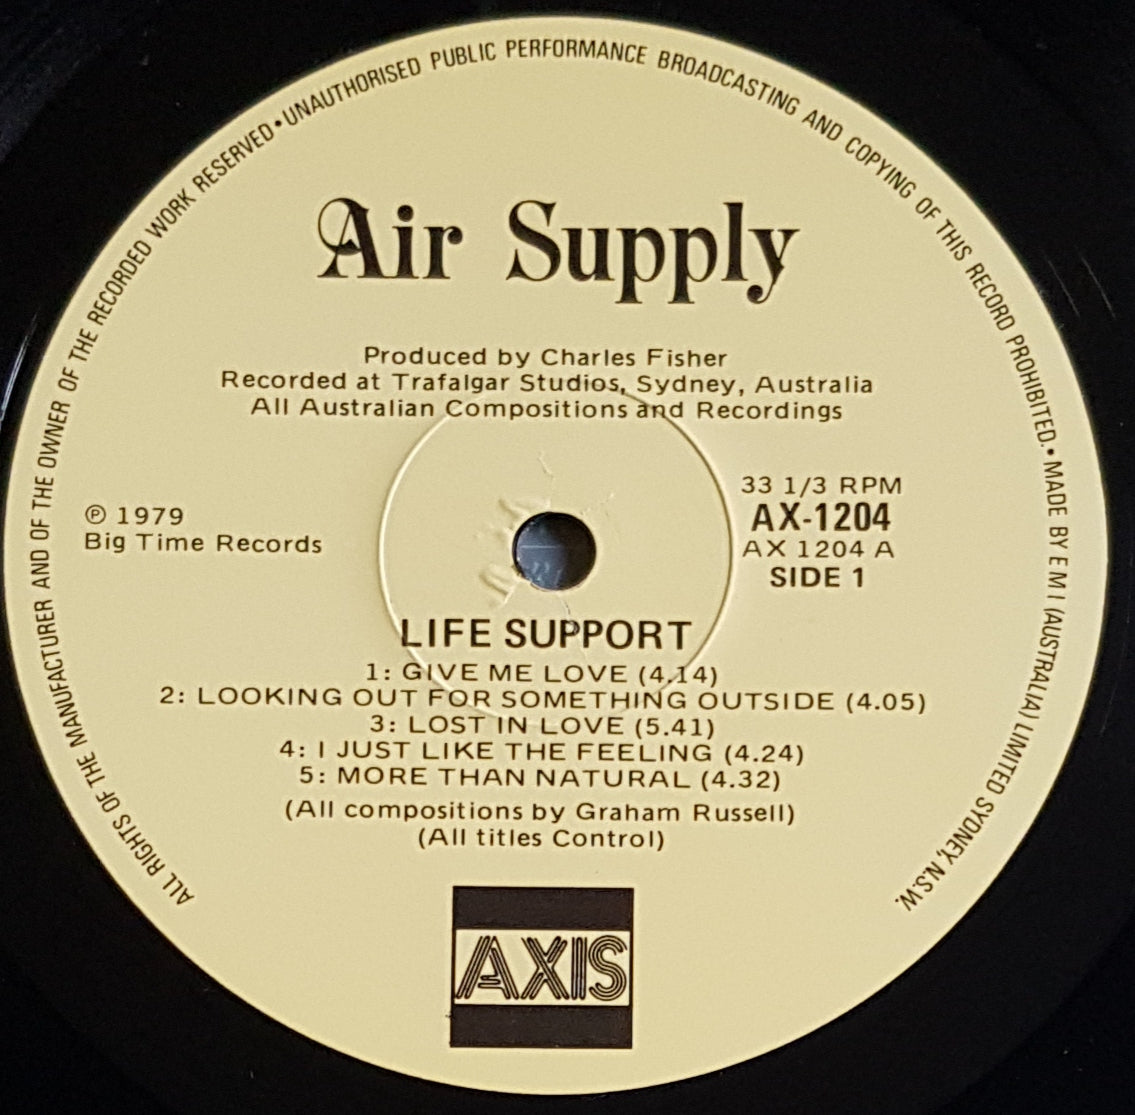 ALL RIGHTS OF THE MANUFACTURER AND OF THE OWNER OF THE RECORDED WORK RESERVED • UNAUTHORISED PUBLIC PERFORMANCE BROADCASTING AND COPYING OF THIS RECORD PROHIBITED. • MADE BY E M I (AUSTRALIA) LIMITED SYDNEY, N.S.W.
Air Supply
Produced by Charles Fisher
Recorded at Trafalgar Studios, Sydney, Australia
All Australian Compositions and Recordings
℗ 1979
Big Time Records
33 1/3 RPM
AX-1204
AX 1204 A
SIDE 1
LIFE SUPPORT
1: GIVE ME LOVE (4.14)
2: LOOKING OUT FOR SOMETHING OUTSIDE (4.05)
3: LOST IN LOVE (5.41)
4: I JUST LIKE THE FEELING (4.24)
5: MORE THAN NATURAL (4.32)
(All compositions by Graham Russell)
(All titles Control)
AXIS